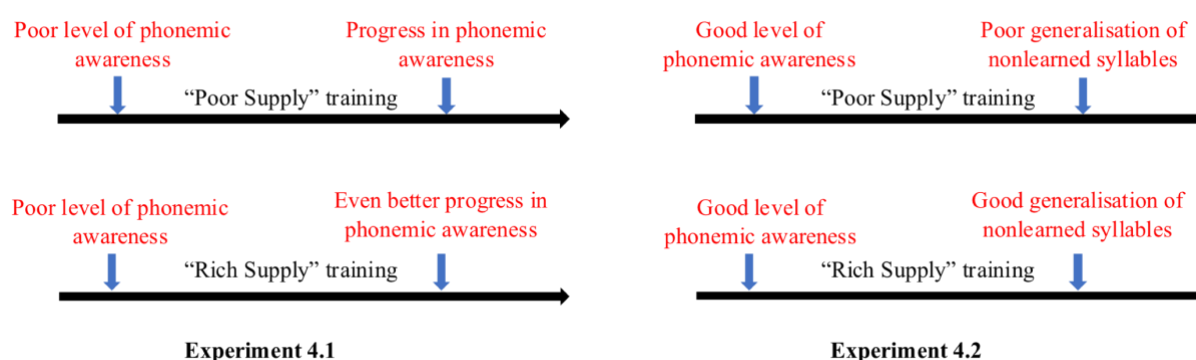 Poor level of phonemic
awareness
Progress in phonemic
awareness
“Poor Supply” training
Poor level of phonemic
awareness
Even better progress in
phonemic awareness
“Rich Supply” training
Experiment 4.1
Good level of
phonemic awareness
Poor generalisation of
nonlearned syllables
“Poor Supply” training
Good level of
phonemic awareness
Good generalisation of
nonlearned syllables
“Rich Supply” training
Experiment 4.2